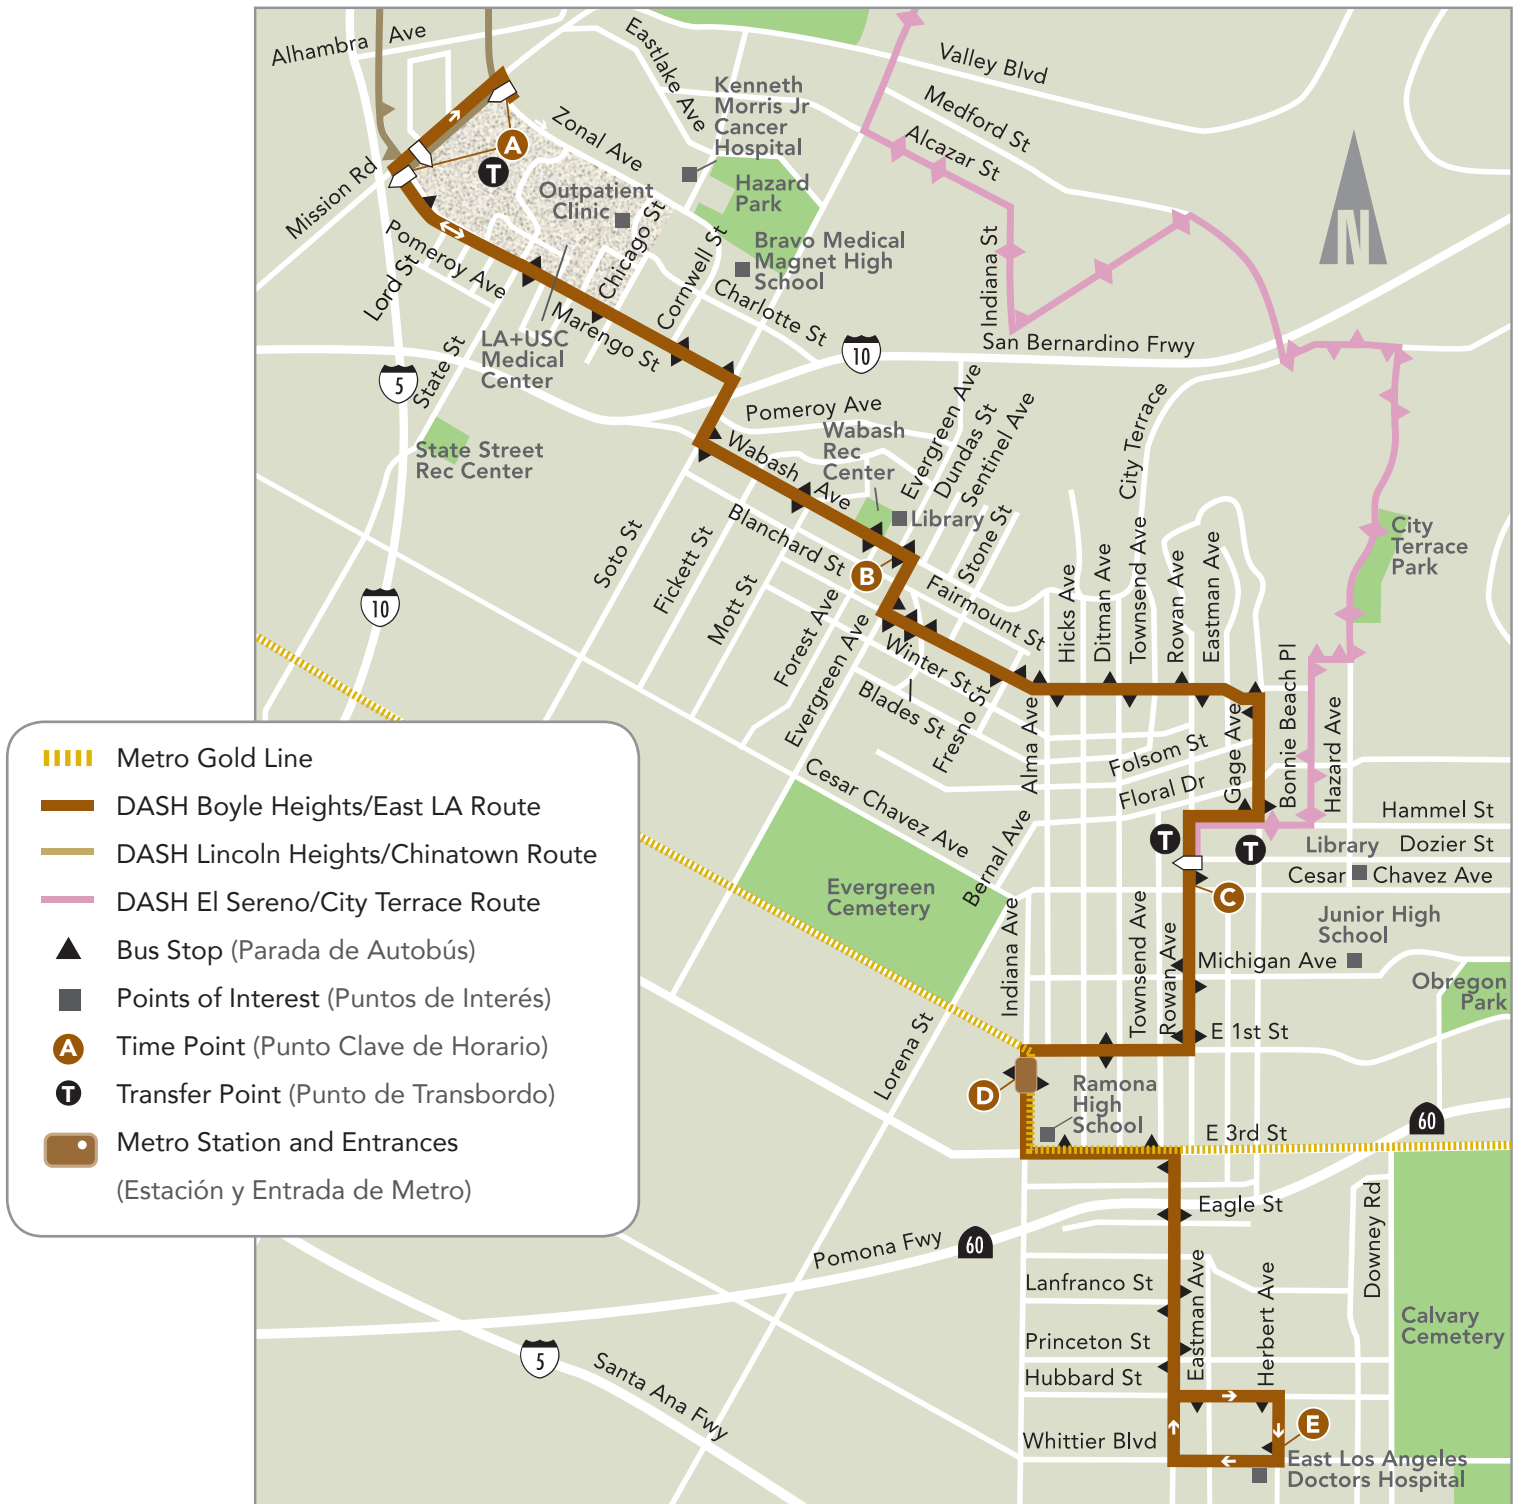 Alhambra Ave
Eastlake Ave
Valley Blvd
Kenneth
Morris Jr
Cancer
Hospital
Medford St
Zonal Ave
Alcazar St
A
T
Mission Rd
Outpatient
Clinic
Hazard
Park
Chicago St
Cornwell St
Bravo Medical
Magnet High
School
Indiana St
N
Pomeroy Ave
Lord St
Charlotte St
Marengo St
LA+USC
Medical
Center
State St
San Bernardino Frwy
10
5
Pomeroy Ave
Wabash
Rec
Center
Evergreen Ave
Dundas St
Sentinel Ave
City Terrace
State Street
Rec Center
Wabash Ave
Library
Stone St
Blanchard St
City
Terrace
Park
Soto St
Fickett St
Mott St
B
Fairmount St
Hicks Ave
Ditman Ave
Townsend Ave
Rowan Ave
Eastman Ave
10
Forest Ave
Evergreen Ave
Winter St
Blades St
Fresno St
Alma Ave
Bonnie Beach Pl
Gage Ave
Hazard Ave
Folsom St
Floral Dr
Cesar Chavez Ave
Bernal Ave
Hammel St
T
T
Library
Dozier St
Cesar Chavez Ave
C
Evergreen
Cemetery
Indiana Ave
Townsend Ave
Rowan Ave
Junior High
School
Michigan Ave
Obregon
Park
E 1st St
Lorena St
D
Ramona
High
School
E 3rd St
60
Eagle St
Pomona Fwy
60
Downey Rd
Lanfranco St
Eastman Ave
Herbert Ave
Princeton St
Hubbard St
Calvary
Cemetery
5
Santa Ana Fwy
Whittier Blvd
E
East Los Angeles
Doctors Hospital
Metro Gold Line
DASH Boyle Heights/East LA Route
DASH Lincoln Heights/Chinatown Route
DASH El Sereno/City Terrace Route
Bus Stop (Parada de Autobús)
Points of Interest (Puntos de Interés)
A Time Point (Punto Clave de Horario)
T Transfer Point (Punto de Transbordo)
Metro Station and Entrances
(Estación y Entrada de Metro)